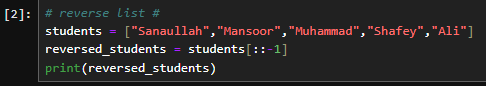 [2]: # reverse list #
students = ["Sanaullah","Mansoor","Muhammad","Shafey","Ali"]
reversed_students = students[::-1]
print(reversed_students)